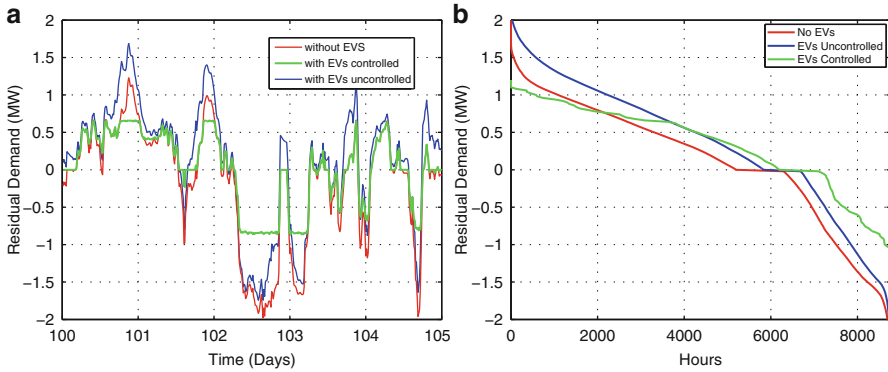 a
Residual Demand (MW)
2
1.5
1
0.5
0
−0.5
−1
−1.5
−2
100
101
102
103
104
105
Time (Days)
without EVS
with EVs controlled
with EVs uncontrolled
b
Residual Demand (MW)
2
1.5
1
0.5
0
−0.5
−1
−1.5
−2
0
2000
4000
6000
8000
Hours
No EVs
EVs Uncontrolled
EVs Controlled